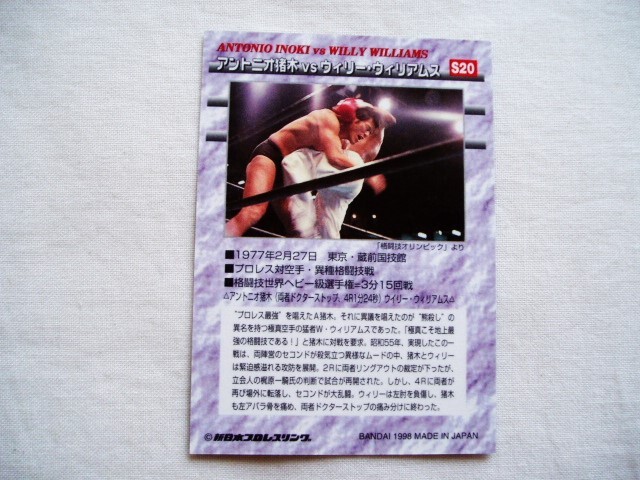 ANTONIO INOKI vs WILLY WILLIAMS
アントニオ猪木 vs ウィリー・ウィリアムス
S20
「格闘技オリンピック」より
■1977年2月27日 東京・蔵前国技館
■プロレス対空手・異種格闘技戦
■格闘技世界ヘビー級選手権=3分15回戦
△アントニオ猪木（両者ドクターストップ、4R1分24秒）ウイリー・ウィリアムス△
"プロレス最強"を唱えたA猪木。それに異議を唱えたのが"熊殺し"の
異名を持つ極真空手の猛者W・ウィリアムスであった。「極真こそ地上最
強の格闘技である！」と猪木に対戦を要求。昭和55年、実現したこの一
戦は、両陣営のセコンドが殺気立つ異様なムードの中、猪木とウィリー
は緊迫感溢れる攻防を展開。2Rに両者リングアウトの裁定が下ったが、
立会人の梶原一騎氏の判断で試合が再開された。しかし、4Rに両者が
再び場外に転落し、セコンドが大乱闘。ウィリーは左肘を負傷し、猪木
も左アバラ骨を痛め、両者ドクターストップの痛み分けに終わった。
©新日本プロレスリング
BANDAI 1998 MADE IN JAPAN